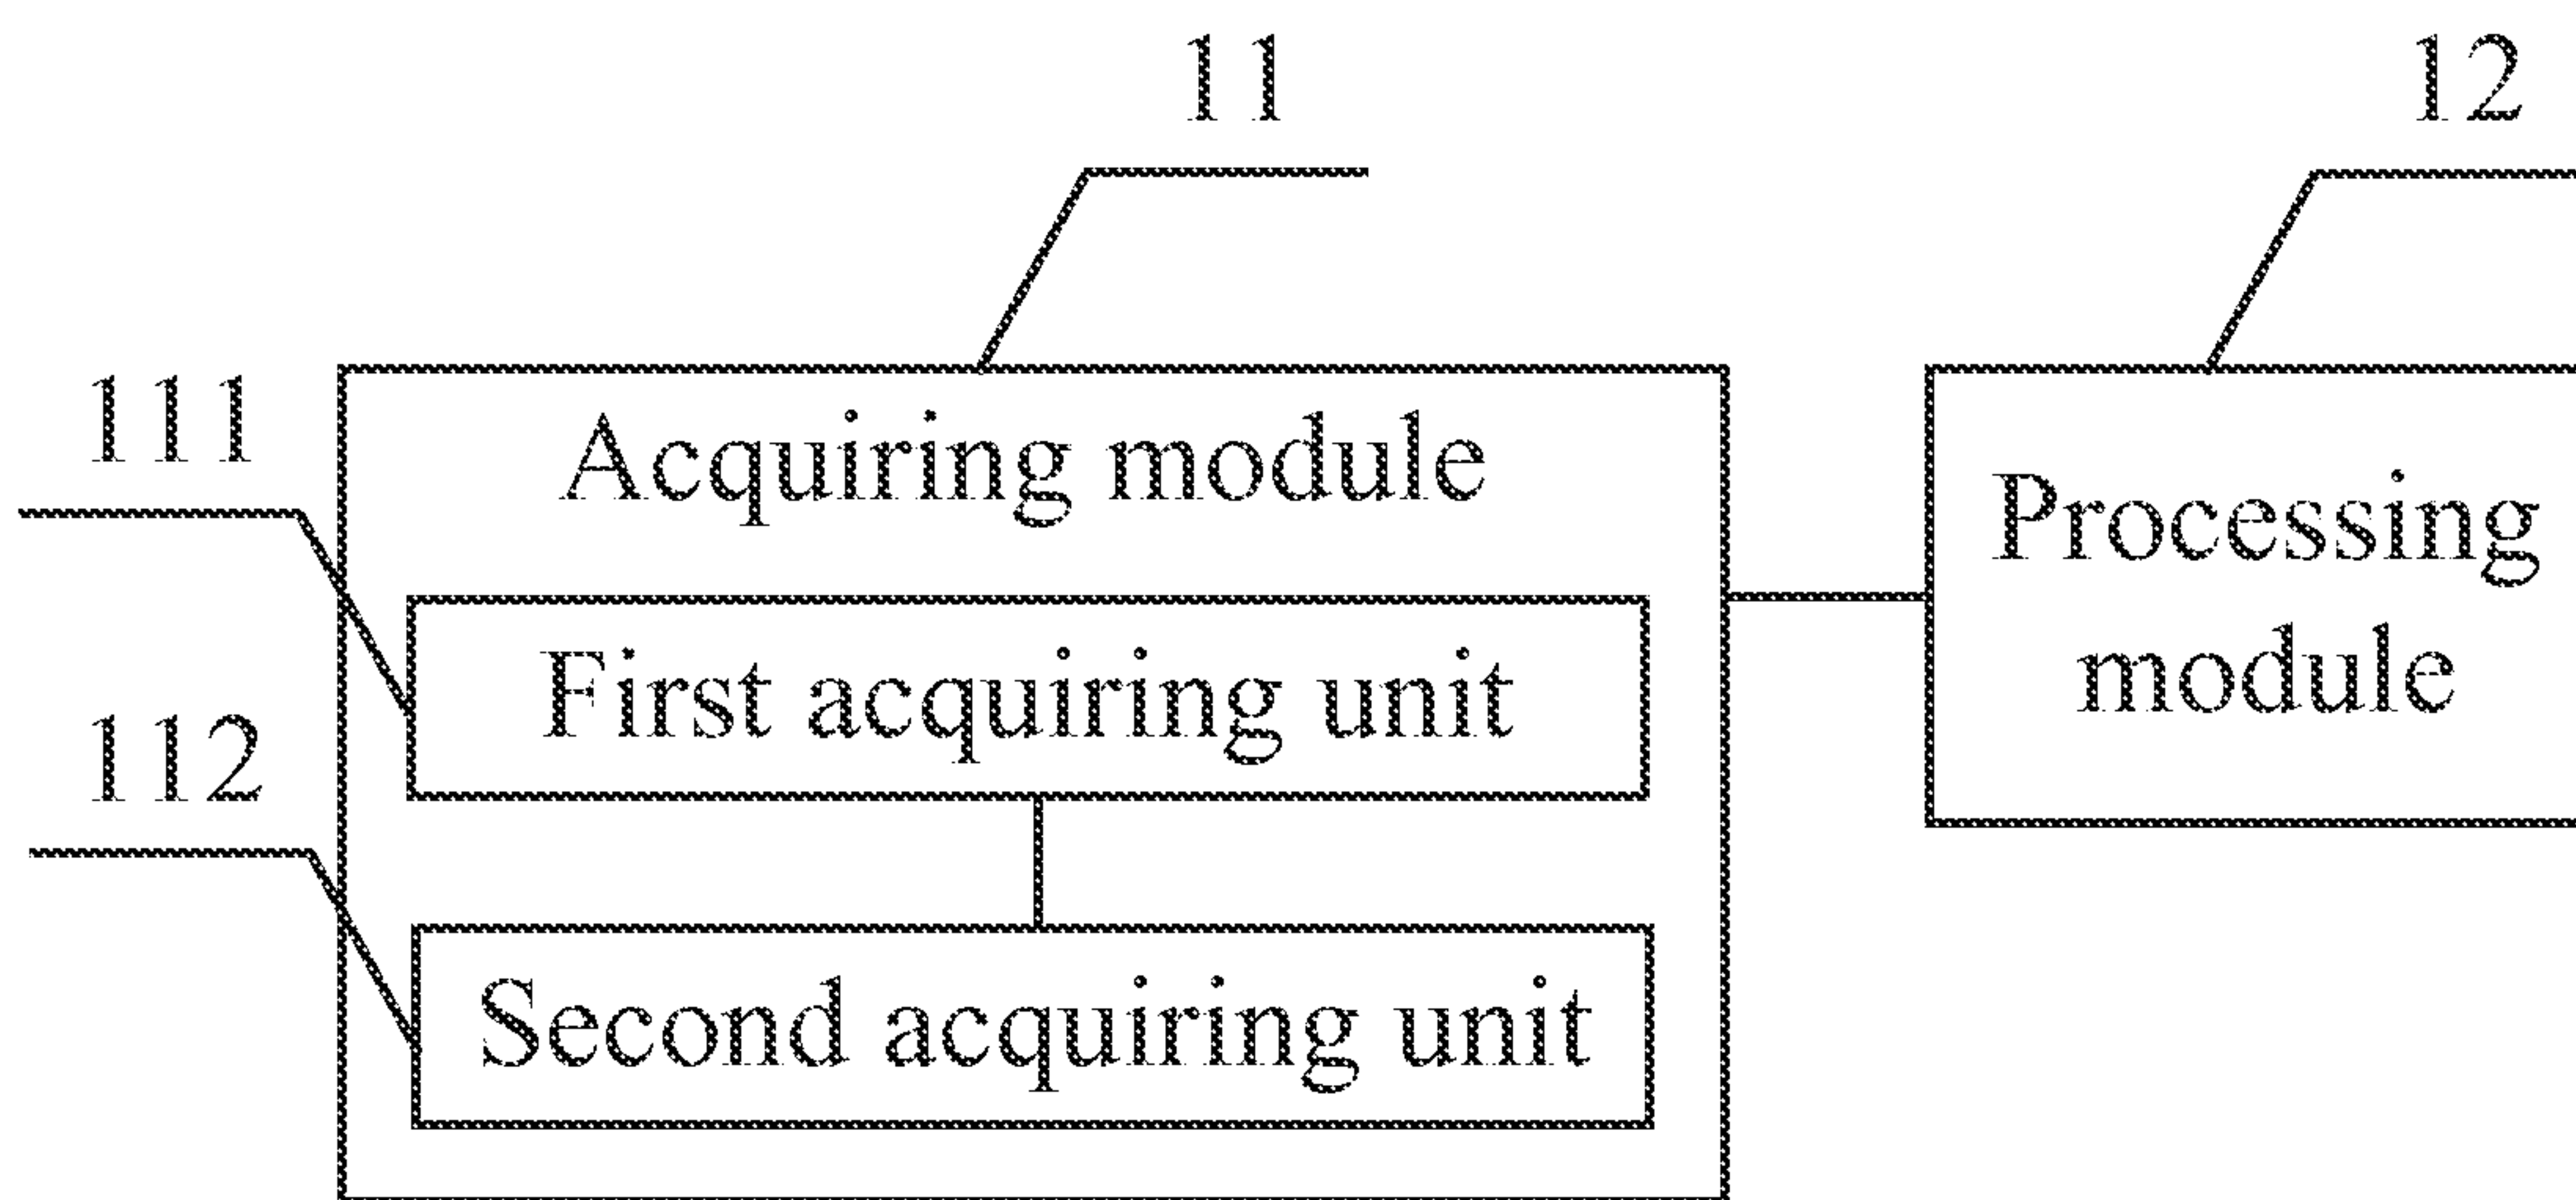 11
12
111
Acquiring module
Processing
module
First acquiring unit
112
Second acquiring unit